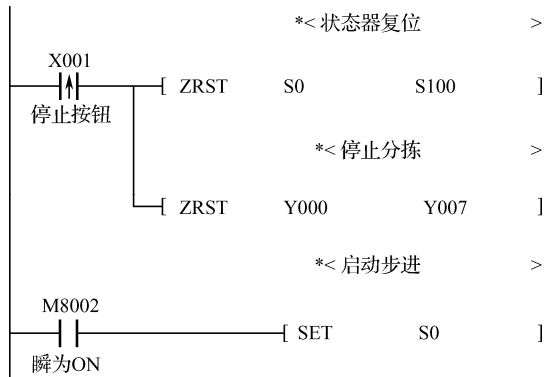 *< 状态器复位 >
X001
[ ZRST S0 S100 ]
停止按钮
*< 停止分拣 >
[ ZRST Y000 Y007 ]
*< 启动步进 >
M8002
[ SET S0 ]
瞬为ON